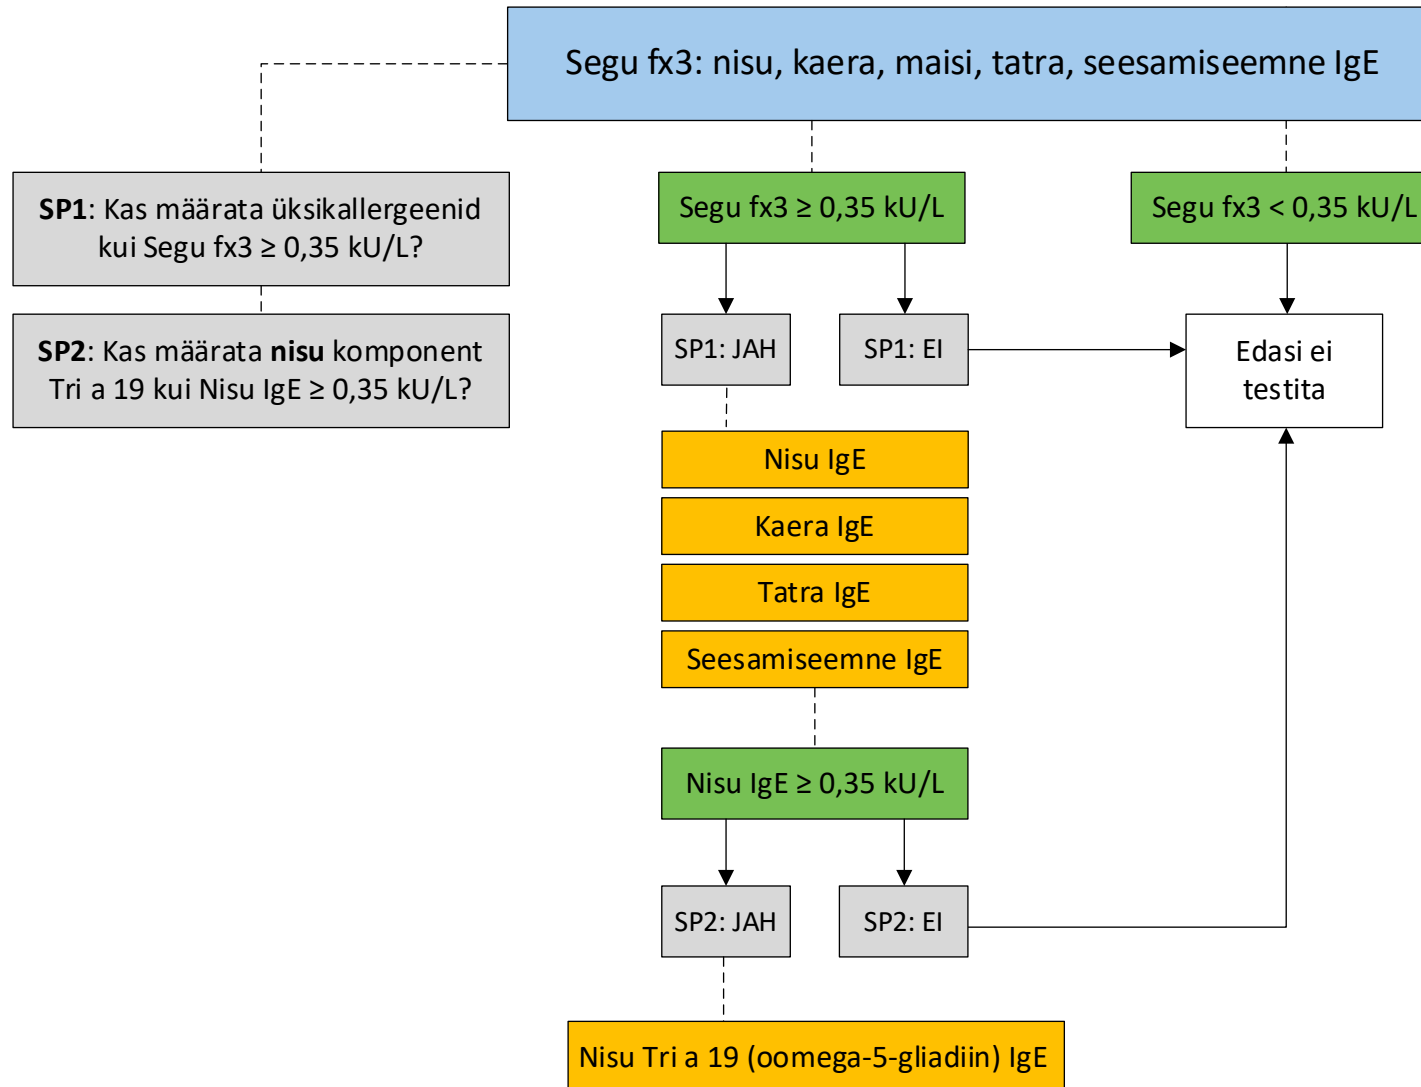 Segu fx3: nisu, kaera, maisi, tatra, seesamiseemne IgE
SP1: Kas määrata üksikallergeenid
kui Segu fx3 ≥ 0,35 kU/L?
Segu fx3 ≥ 0,35 kU/L
Segu fx3 < 0,35 kU/L
SP2: Kas määrata nisu komponent
Tri a 19 kui Nisu IgE ≥ 0,35 kU/L?
SP1: JAH
SP1: EI
Edasi ei
testita
Nisu IgE
Kaera IgE
Tatra IgE
Seesamiseemne IgE
Nisu IgE ≥ 0,35 kU/L
SP2: JAH
SP2: EI
Nisu Tri a 19 (oomega-5-gliadiin) IgE